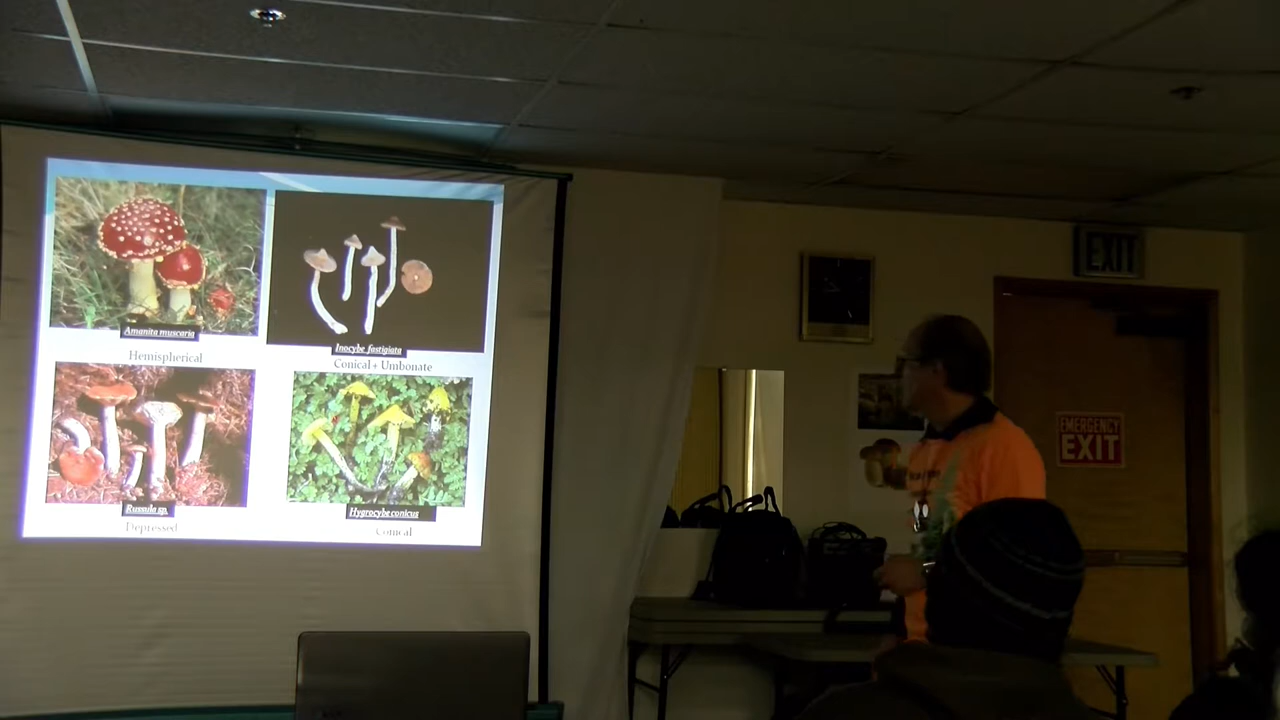 Amanita muscaria
Hemispherical
Inocybe fastigiata
Conical + Umbonate
Russula sp.
Depressed
Hygrocybe conicus
Conical
EXIT
EMERGENCY
EXIT